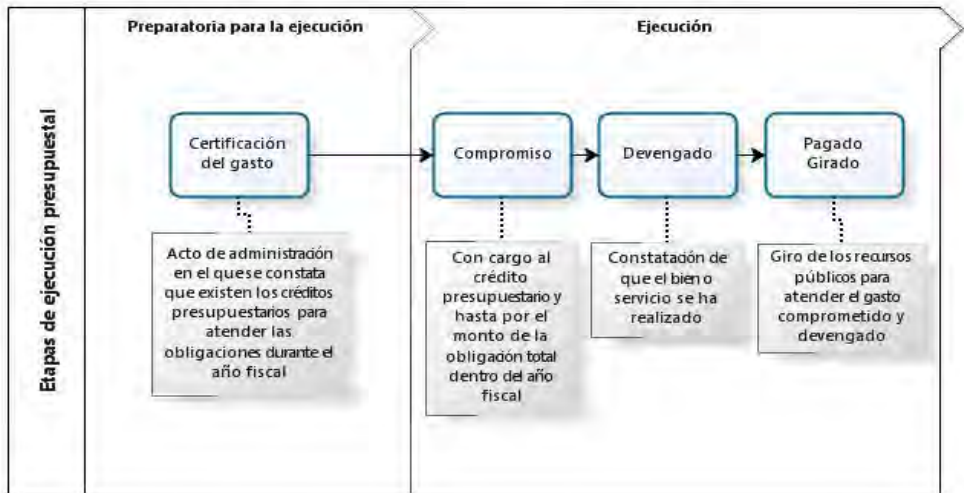 Preparatoria para la ejecución
Ejecución
Etapas de ejecución presupuestal
Certificación
del gasto
Compromiso
Devengado
Pagado
Girado
Acto de administración
en el que se constata
que existen los créditos
presupuestarios para
atender las
obligaciones durante el
año fiscal
Con cargo al
crédito
presupuestario y
hasta por el
monto de la
obligación total
dentro del año
fiscal
Constatación de
que el bien o
servicio se ha
realizado
Giro de los recursos
públicos para
atender el gasto
comprometido y
devengado